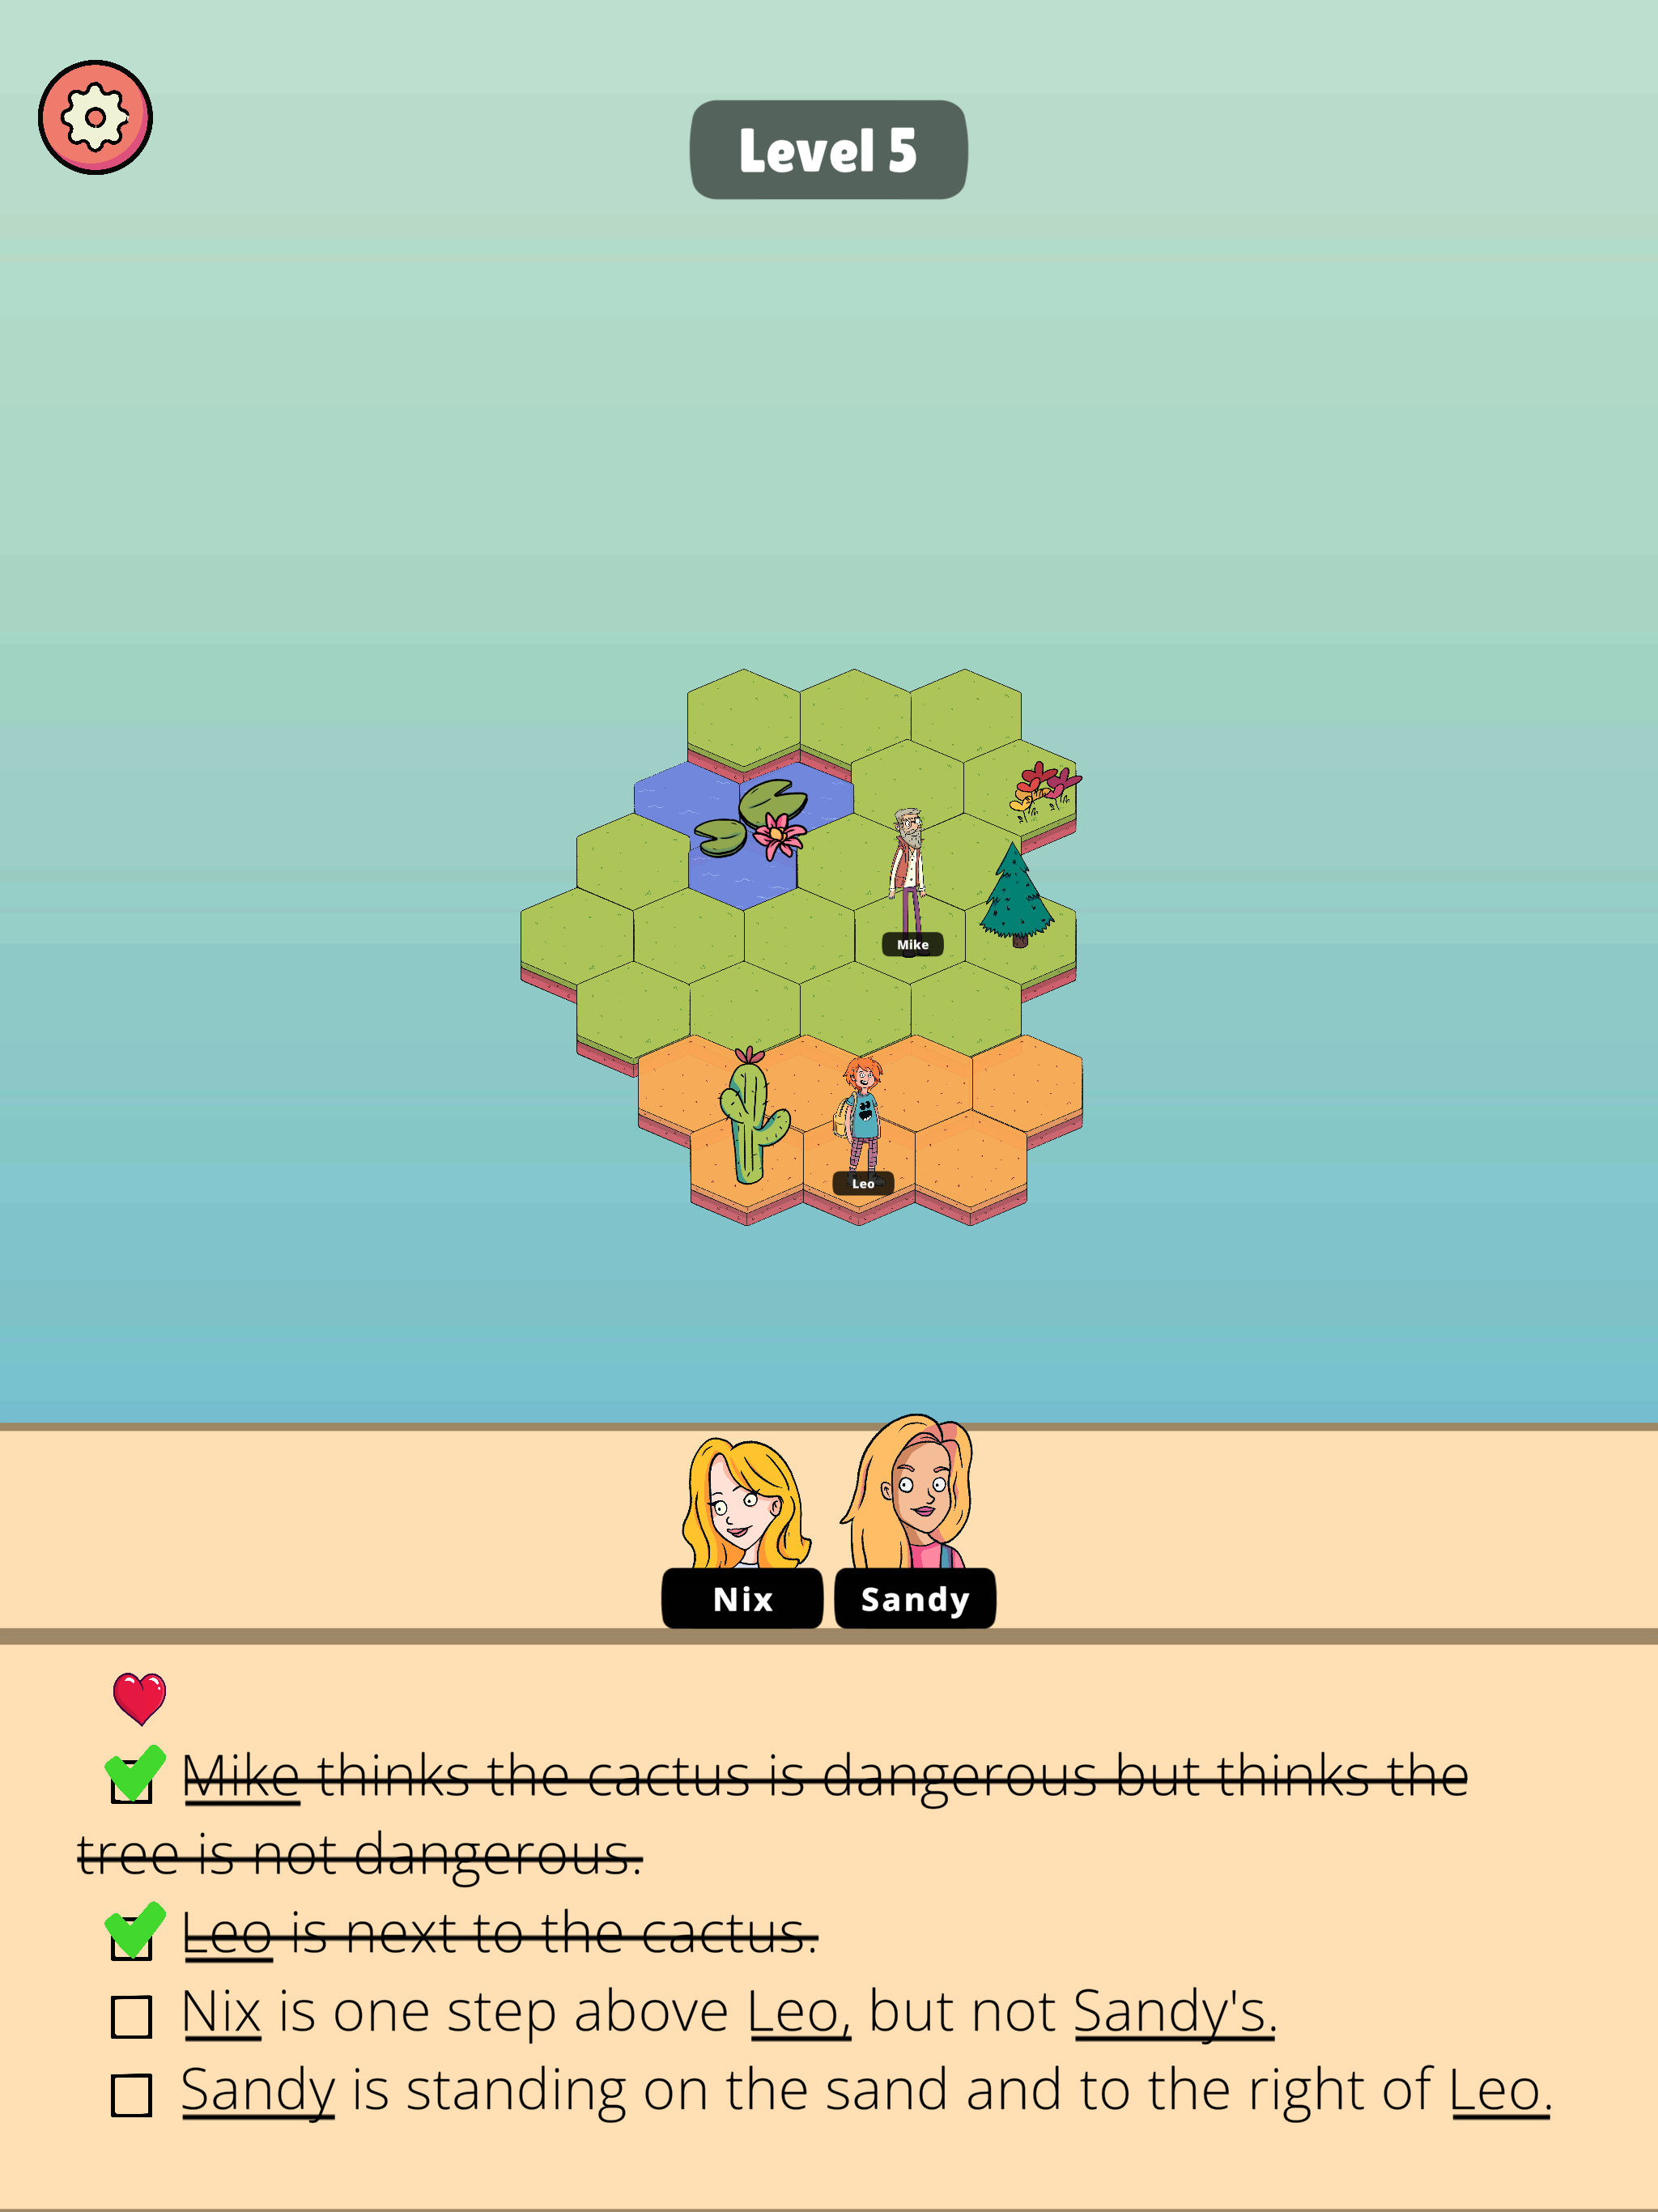 Level 5
Mike
Leo
Nix
Sandy
Mike thinks the cactus is dangerous but thinks the
tree is not dangerous.
Leo is next to the cactus.
Nix is one step above Leo, but not Sandy's.
Sandy is standing on the sand and to the right of Leo.